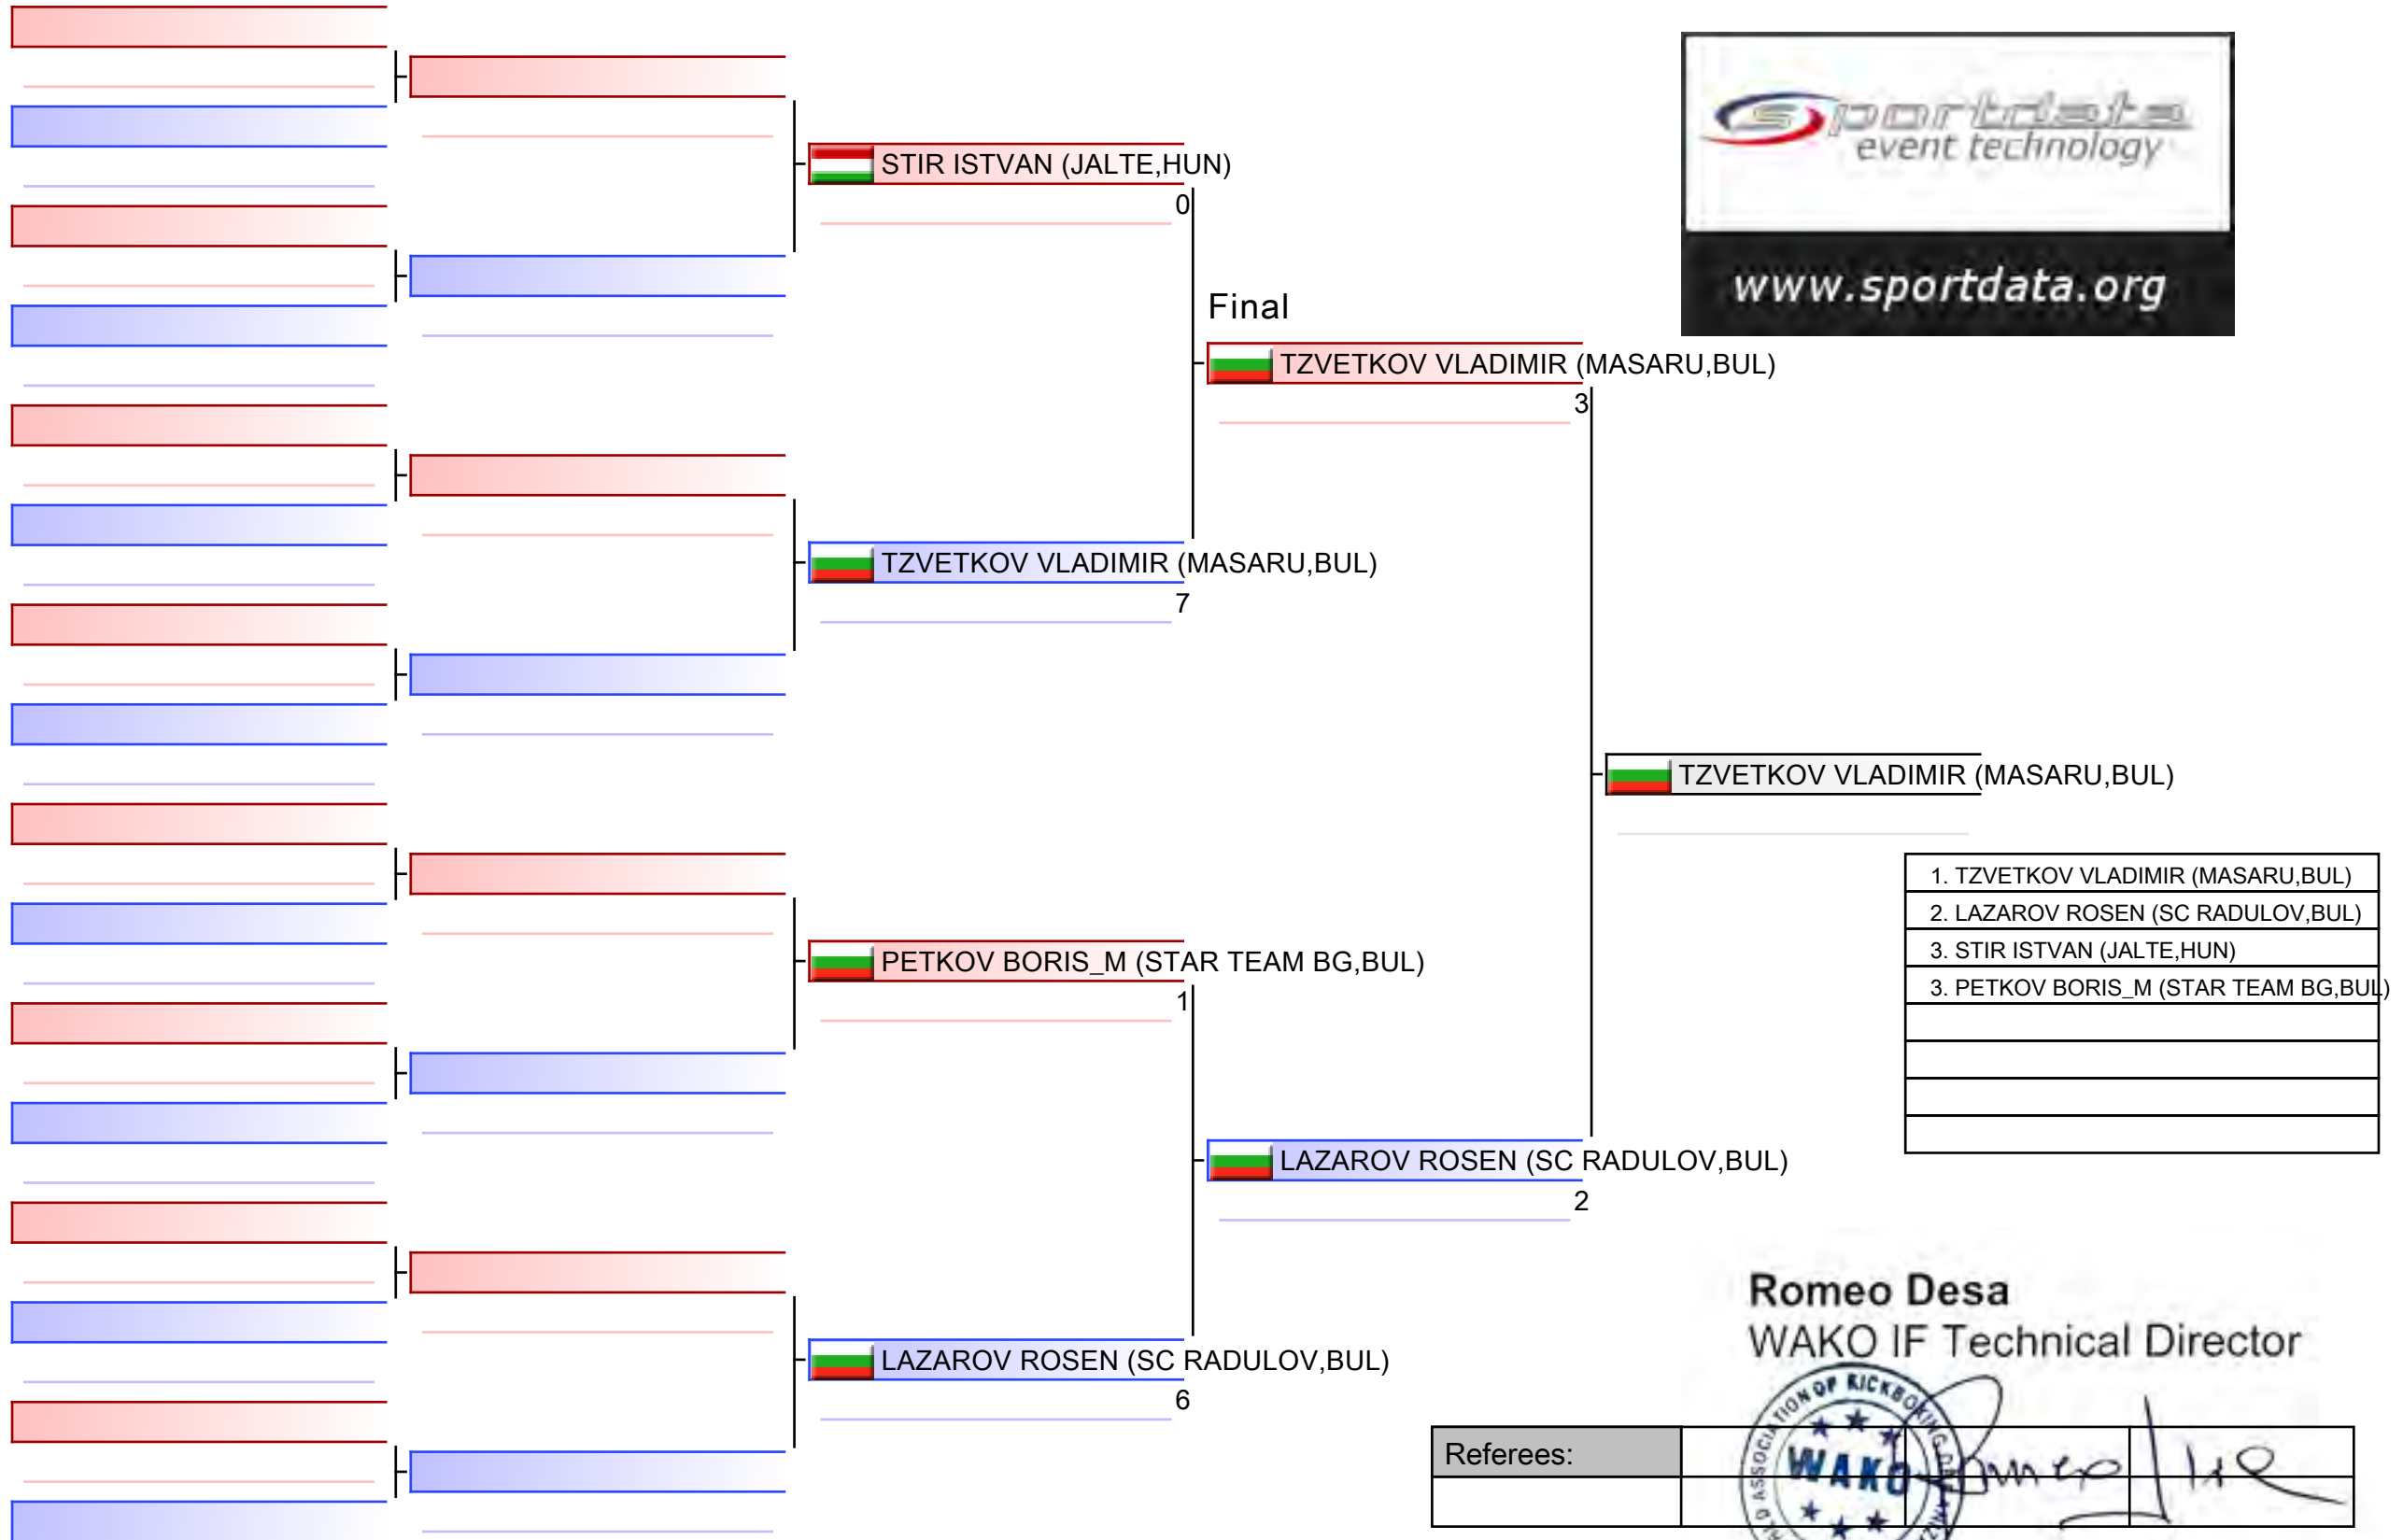 sportdata
event technology
www.sportdata.org
STIR ISTVAN (JALTE,HUN)
0
Final
TZVETKOV VLADIMIR (MASARU,BUL)
3
TZVETKOV VLADIMIR (MASARU,BUL)
7
TZVETKOV VLADIMIR (MASARU,BUL)
1. TZVETKOV VLADIMIR (MASARU,BUL)
2. LAZAROV ROSEN (SC RADULOV,BUL)
3. STIR ISTVAN (JALTE,HUN)
3. PETKOV BORIS_M (STAR TEAM BG,BUL)
PETKOV BORIS_M (STAR TEAM BG,BUL)
1
LAZAROV ROSEN (SC RADULOV,BUL)
2
LAZAROV ROSEN (SC RADULOV,BUL)
6
Romeo Desa
WAKO IF Technical Director
Referees:
WAKO